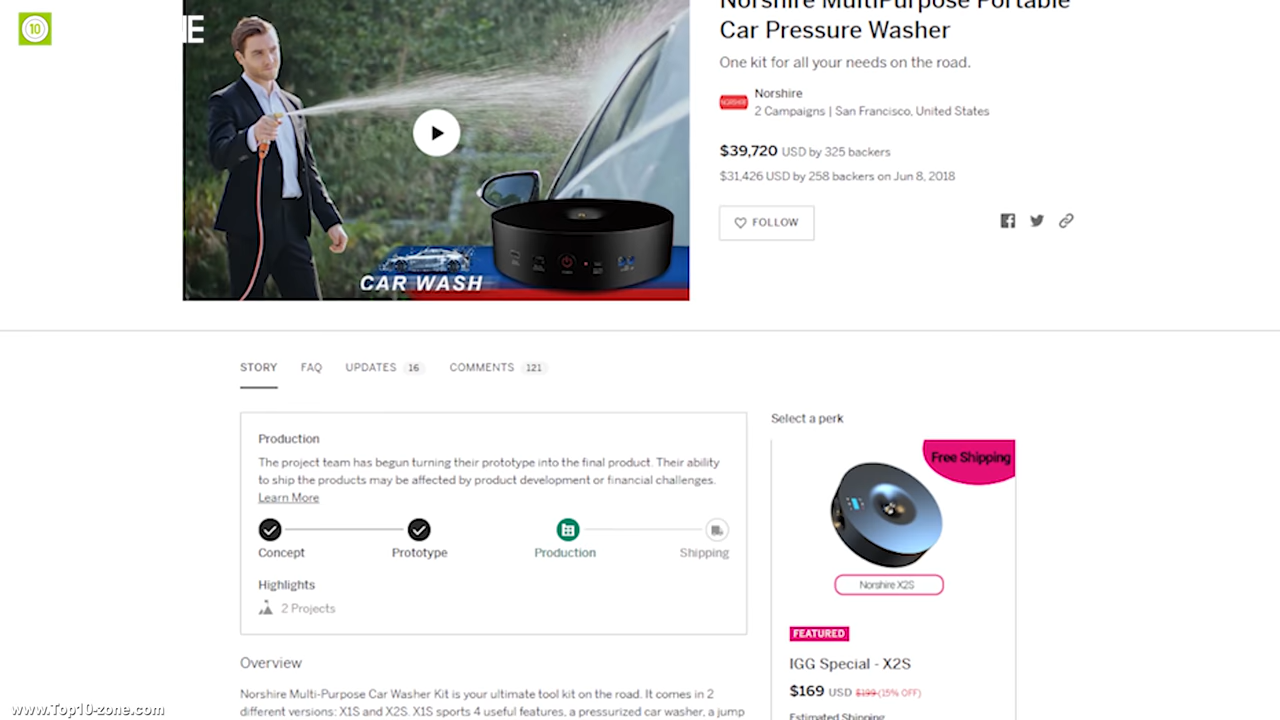 10
NE
Norshire MultiPurpose Portable
Car Pressure Washer
One kit for all your needs on the road.
NORSHIRE
Norshire
2 Campaigns | San Francisco, United States
$39,720 USD by 325 backers
$31,426 USD by 258 backers on Jun 8, 2018
FOLLOW
CAR WASH
STORY FAQ UPDATES 16 COMMENTS 121
Production
The project team has begun turning their prototype into the final product. Their ability
to ship the products may be affected by product development or financial challenges.
Learn More
Concept Prototype Production Shipping
Highlights
2 Projects
Overview
Norshire Multi-Purpose Car Washer Kit is your ultimate tool kit on the road. It comes in 2
different versions: X1S and X2S. X1S sports 4 useful features, a pressurized car washer, a jump
Select a perk
Free Shipping
Norshire X2S
FEATURED
IGG Special - X2S
$169 USD $199 (15% OFF)
Estimated Shipping
www.Top10-zone.com